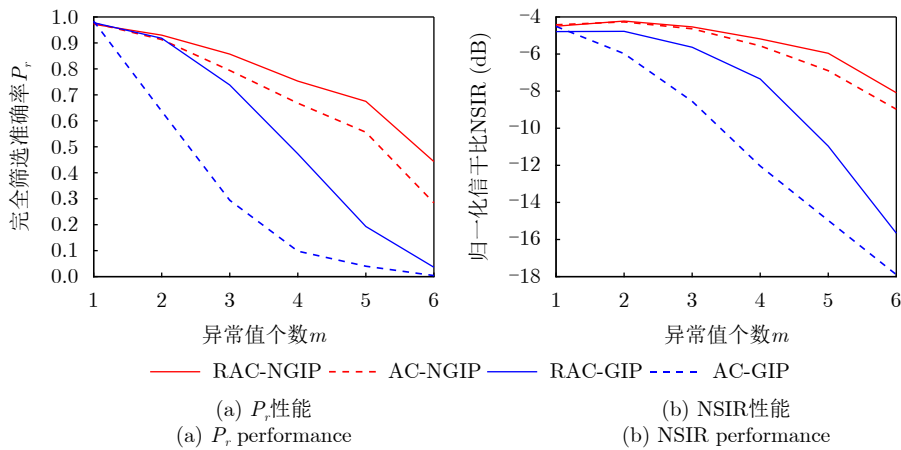 1.0
0.9
0.8
0.7
0.6
0.5
0.4
0.3
0.2
0.1
0.0
完全筛选准确率Pr
1 2 3 4 5 6
异常值个数m
−4
−6
−8
−10
−12
−14
−16
−18
归一化信干比NSIR (dB)
1 2 3 4 5 6
异常值个数m
RAC-NGIP AC-NGIP RAC-GIP AC-GIP
(a) Pr性能
(a) Pr performance
(b) NSIR性能
(b) NSIR performance